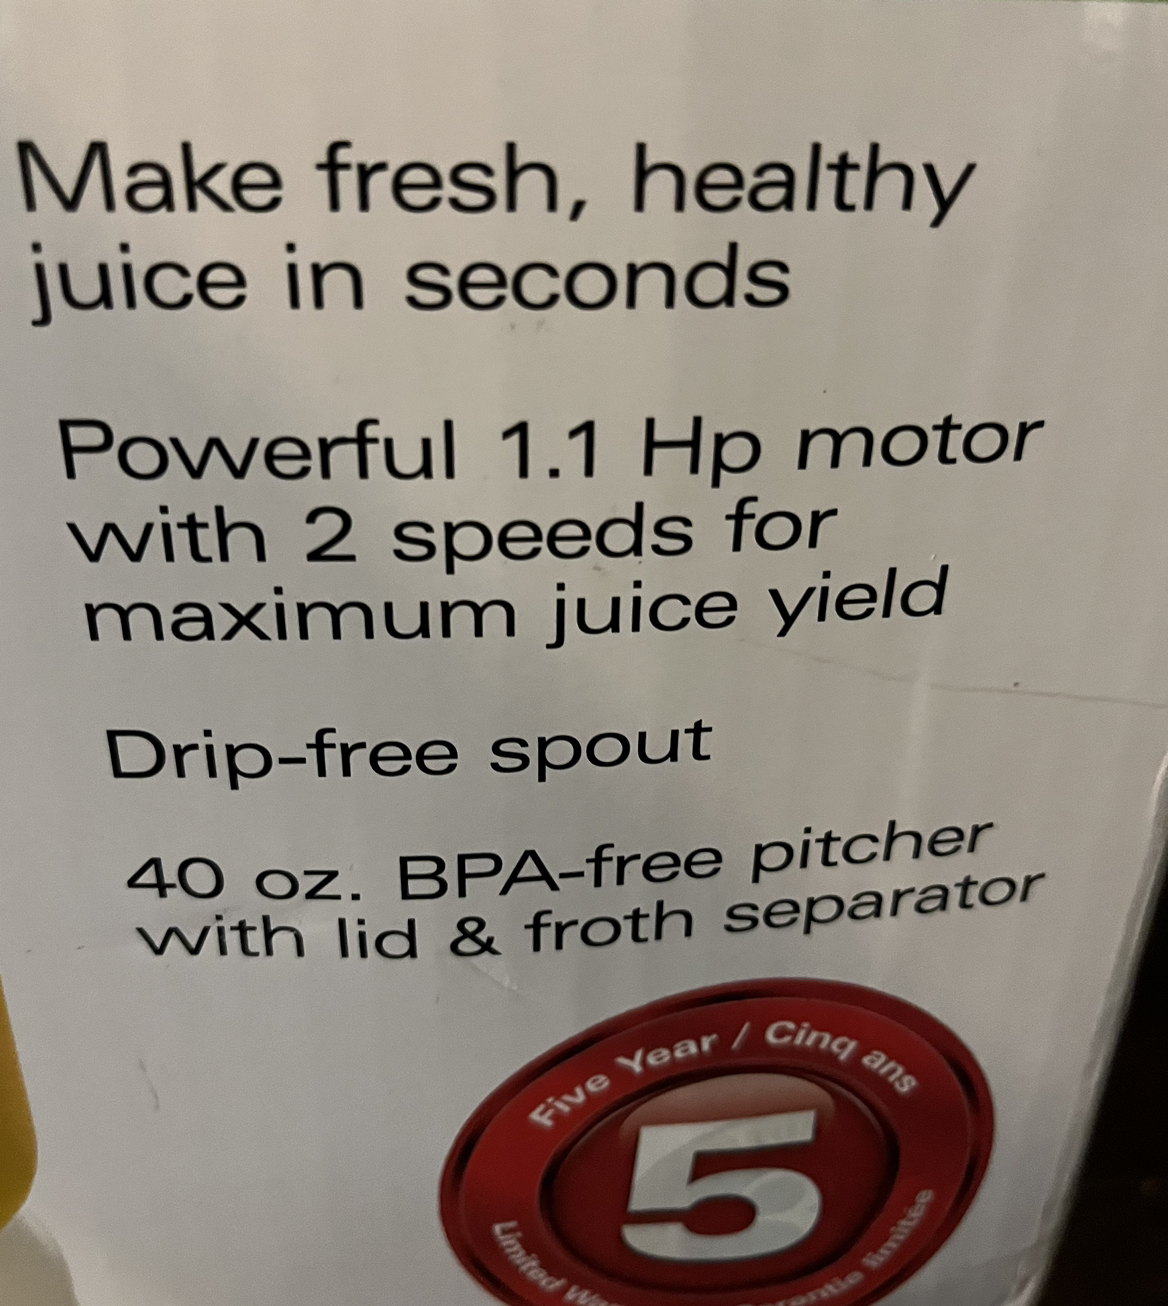 Make fresh, healthy
juice in seconds
Powerful 1.1 Hp motor
with 2 speeds for
maximum juice yield
Drip-free spout
40 oz. BPA-free pitcher
with lid & froth separator
Five Year / Cinq ans
5
Limited limitée